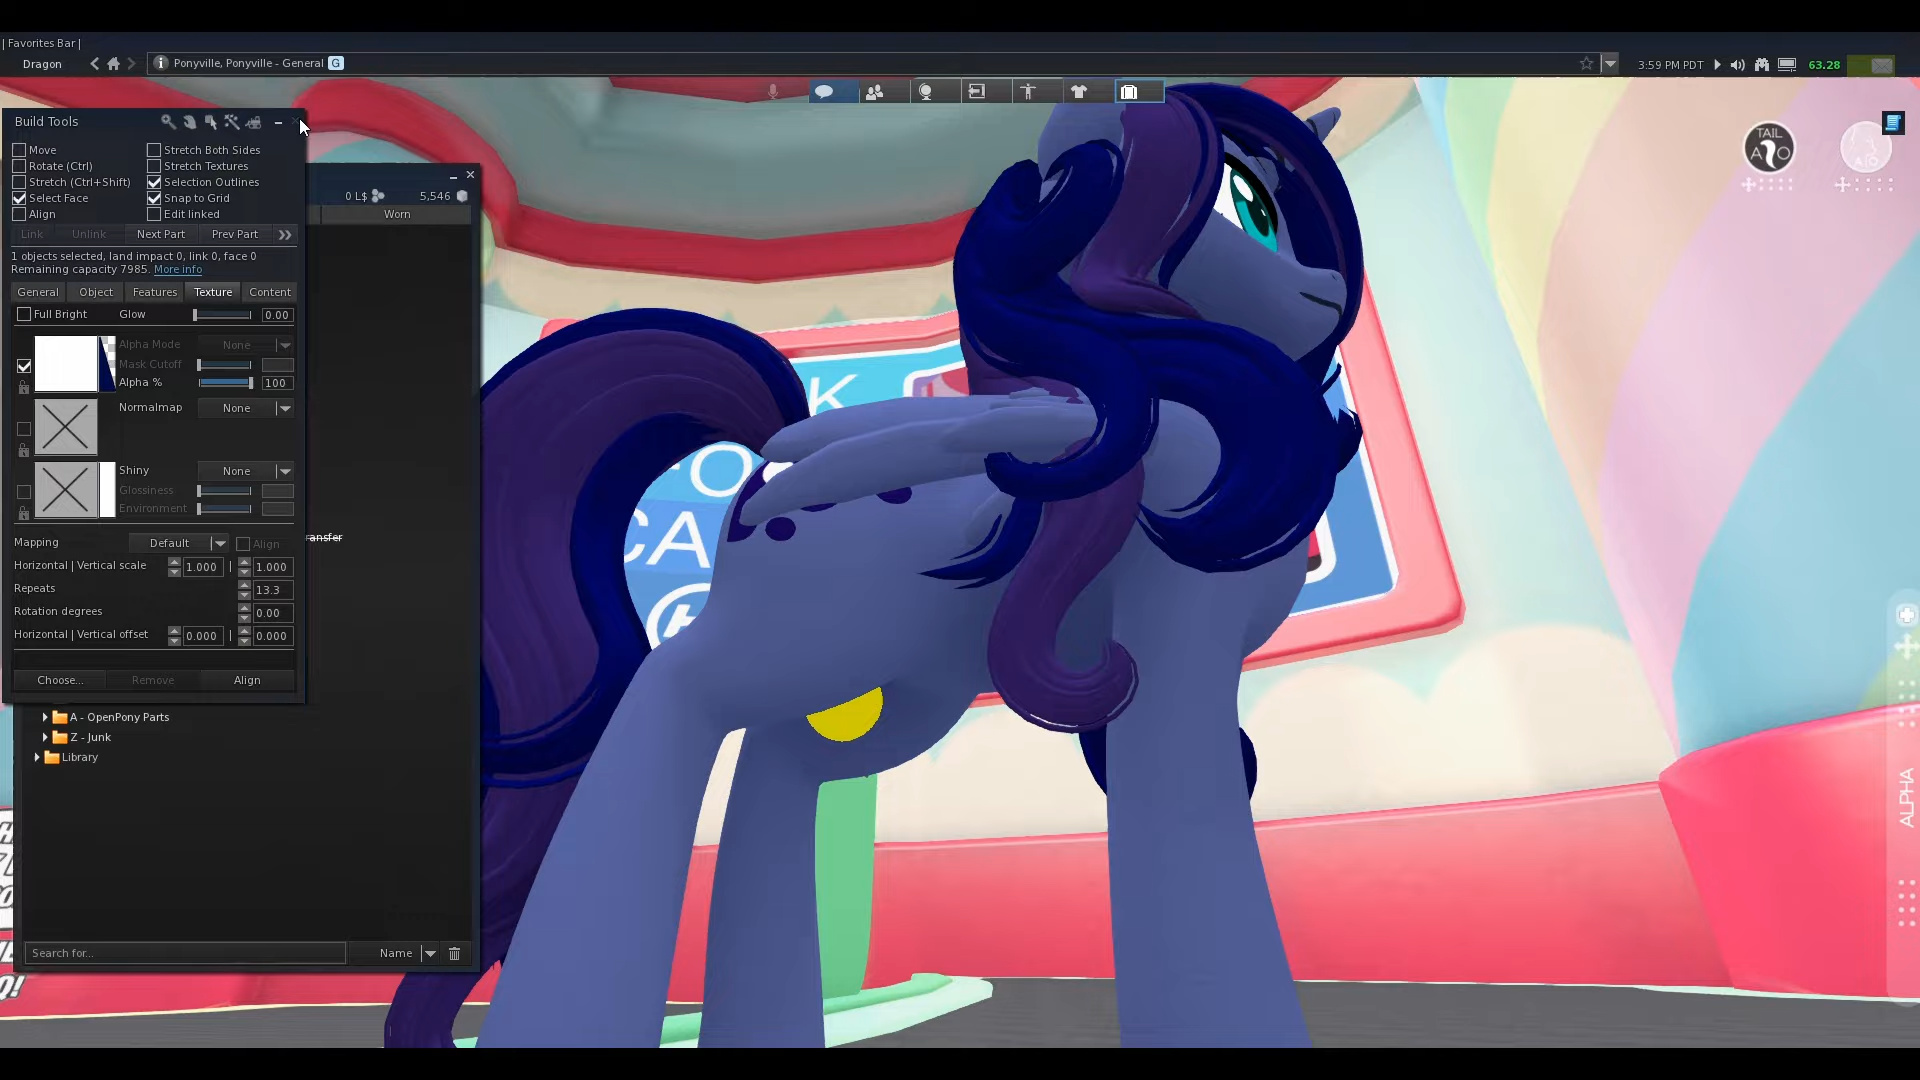 | Favorites Bar |
Dragon
Ponyville, Ponyville - General G
3:59 PM PDT
63.28
Build Tools
Move
Stretch Both Sides
Rotate (Ctrl)
Stretch Textures
Stretch (Ctrl+Shift)
Selection Outlines
Select Face
Snap to Grid
Align
Edit linked
Link
Unlink
Next Part
Prev Part
1 objects selected, land impact 0, link 0, face 0
Remaining capacity 7985. More info
General
Object
Features
Texture
Content
Full Bright
Glow
0.00
Alpha Mode
None
Mask Cutoff
Alpha %
100
Normalmap
None
Shiny
None
Glossiness
Environment
Mapping
Default
Align
Horizontal | Vertical scale
1.000 | 1.000
Repeats
13.3
Rotation degrees
0.00
Horizontal | Vertical offset
0.000 | 0.000
Choose...
Remove
Align
0 L$
5,546
Worn
ansfer
A - OpenPony Parts
Z - Junk
Library
Search for...
Name
TAIL
AO
AO
ALPHA
K
FO
CA